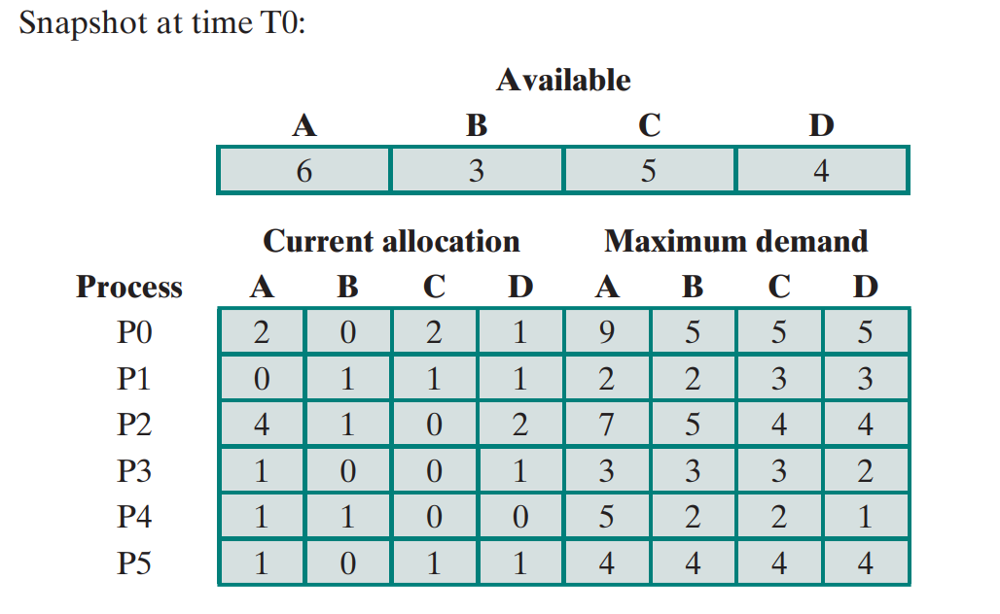 Snapshot at time T0:
Available
A B C D
6 3 5 4
Current allocation Maximum demand
Process A B C D A B C D
P0 2 0 2 1 9 5 5 5
P1 0 1 1 1 2 2 3 3
P2 4 1 0 2 7 5 4 4
P3 1 0 0 1 3 3 3 2
P4 1 1 0 0 5 2 2 1
P5 1 0 1 1 4 4 4 4